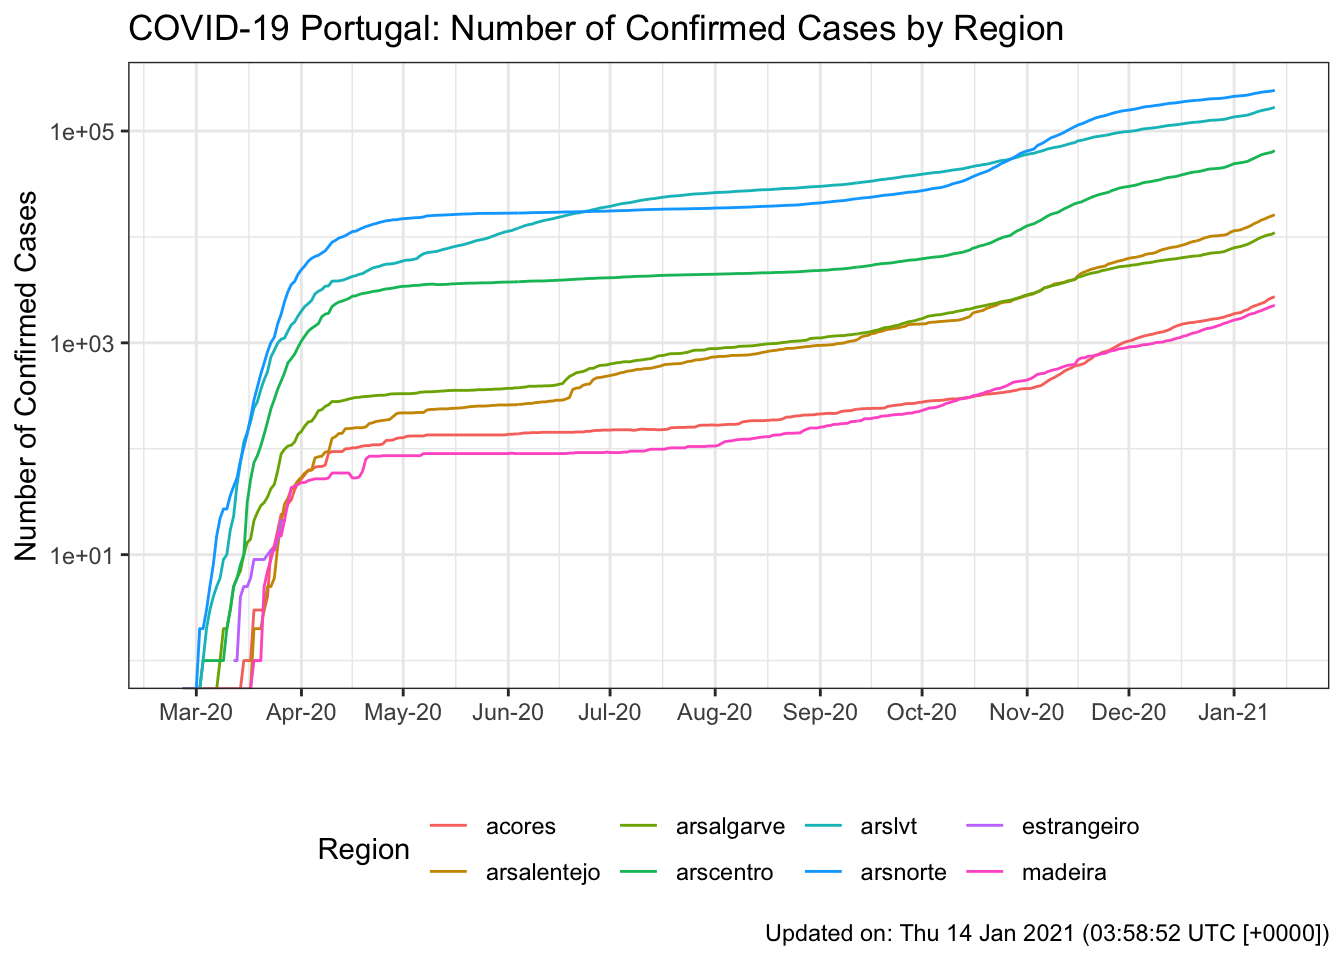 COVID-19 Portugal: Number of Confirmed Cases by Region
Number of Confirmed Cases
1e+05
1e+03
1e+01
Mar-20 Apr-20 May-20 Jun-20 Jul-20 Aug-20 Sep-20 Oct-20 Nov-20 Dec-20 Jan-21
Region
acores arsalgarve arslvt estrangeiro
arsalentejo arscentro arsnorte madeira
Updated on: Thu 14 Jan 2021 (03:58:52 UTC [+0000])